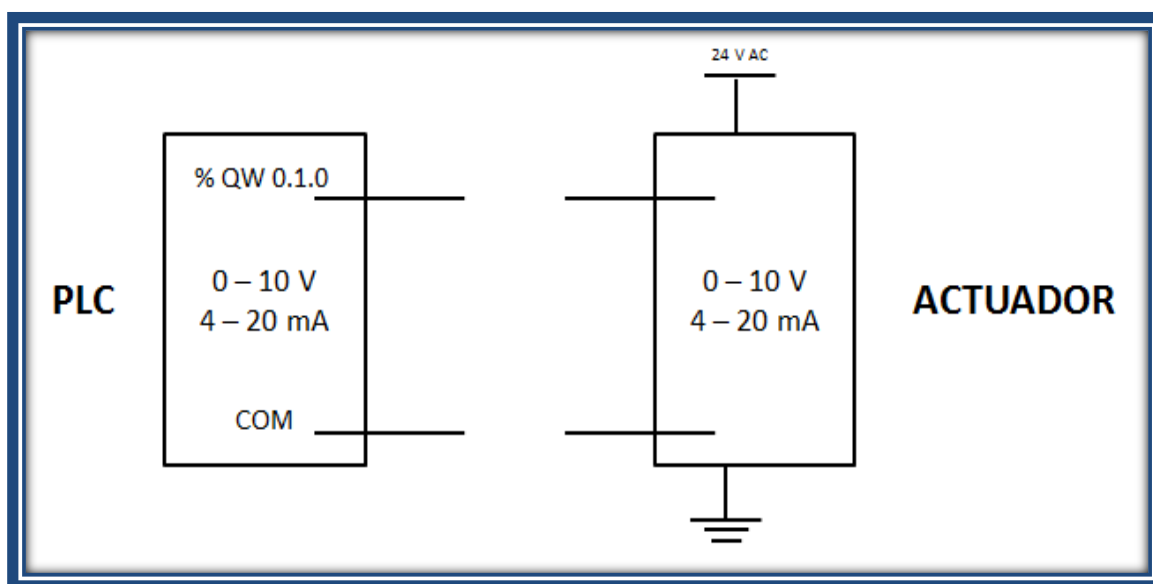 24 V AC
% QW 0.1.0
PLC
0 – 10 V
4 – 20 mA
COM
0 – 10 V
4 – 20 mA
ACTUADOR